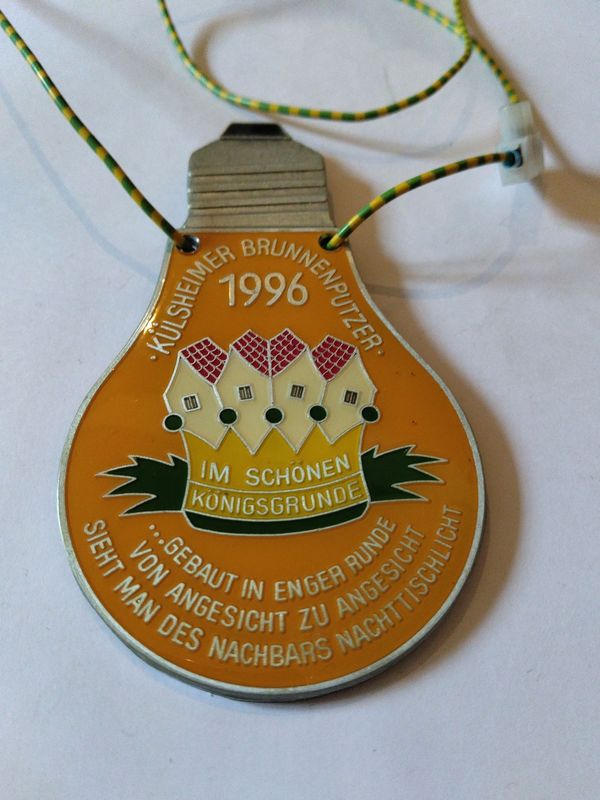 · KÜLSHEIMER BRUNNENPUTZER ·
1996
IM SCHÖNEN
KÖNIGSGRUNDE
...GEBAUT IN ENGER RUNDE
VON ANGESICHT ZU ANGESICHT
SIEHT MAN DES NACHBARS NACHTTISCHLICHT